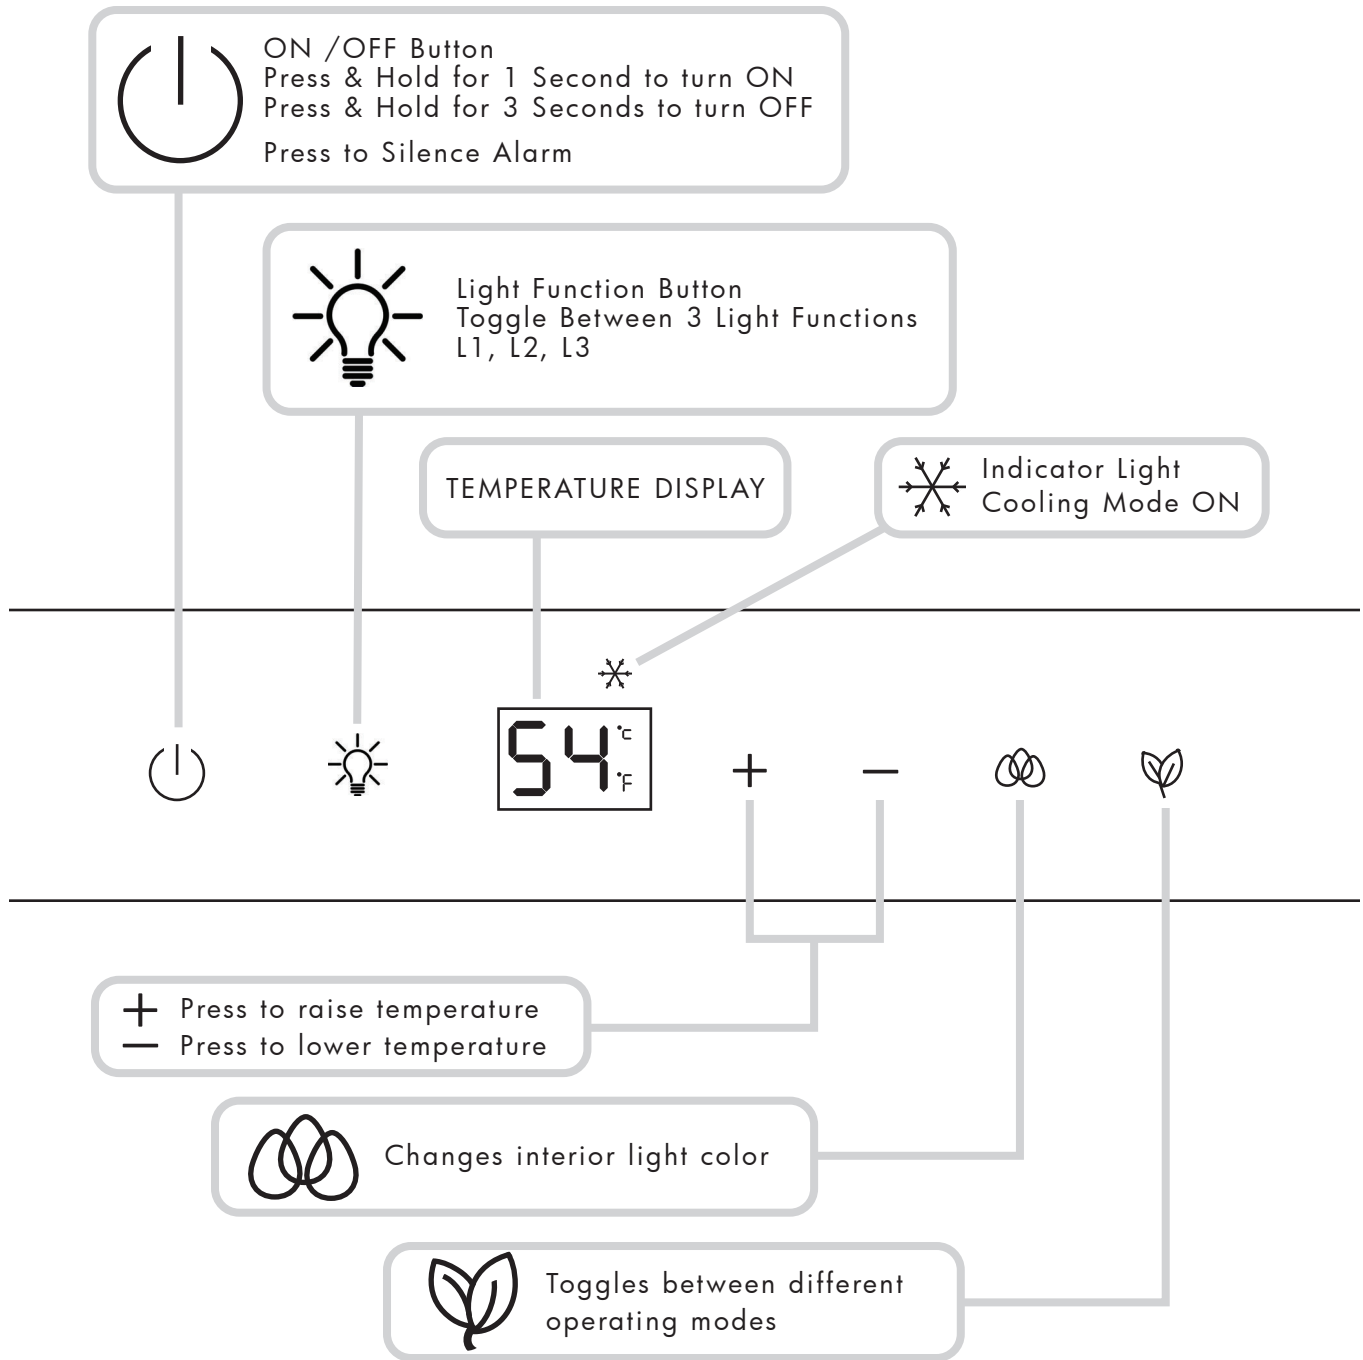 ON /OFF Button
Press & Hold for 1 Second to turn ON
Press & Hold for 3 Seconds to turn OFF
Press to Silence Alarm
Light Function Button
Toggle Between 3 Light Functions
L1, L2, L3
TEMPERATURE DISPLAY
Indicator Light
Cooling Mode ON
54 °C
°F
+ −
+ Press to raise temperature
− Press to lower temperature
Changes interior light color
Toggles between different
operating modes